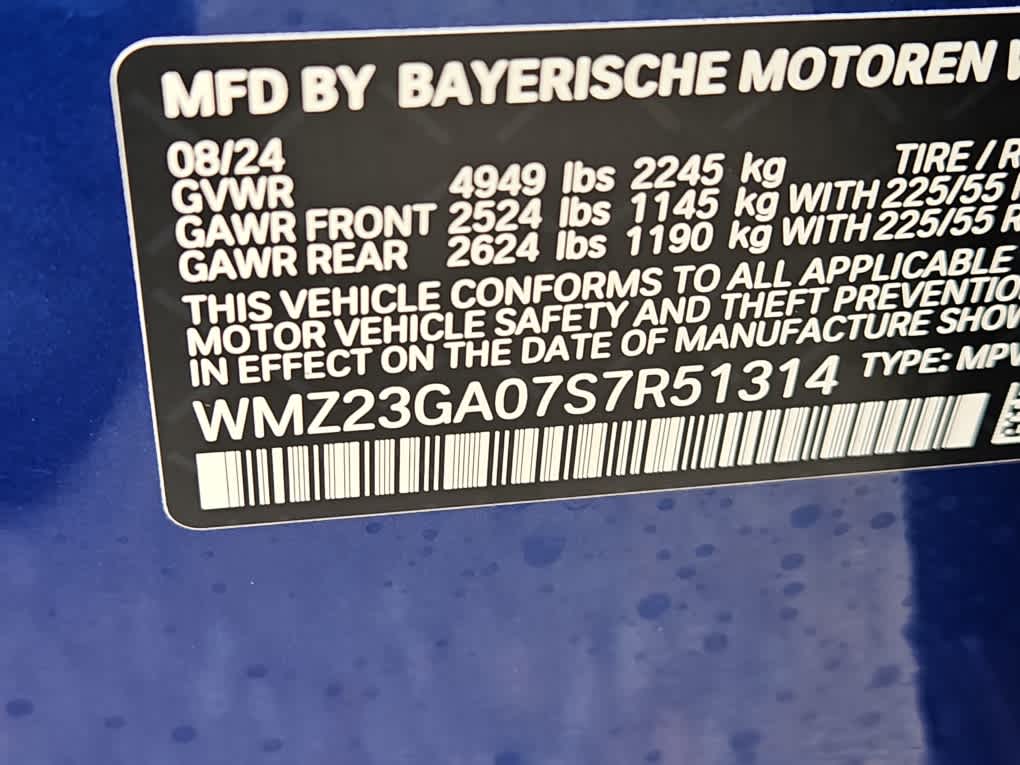 MFD BY BAYERISCHE MOTOREN
08/24 TIRE / R
GVWR 4949 lbs 2245 kg
GAWR FRONT 2524 lbs 1145 kg WITH 225/55
GAWR REAR 2624 lbs 1190 kg WITH 225/55 R
THIS VEHICLE CONFORMS TO ALL APPLICABLE
MOTOR VEHICLE SAFETY AND THEFT PREVENTIO
IN EFFECT ON THE DATE OF MANUFACTURE SHOW
WMZ23GA07S7R51314 TYPE: MPV